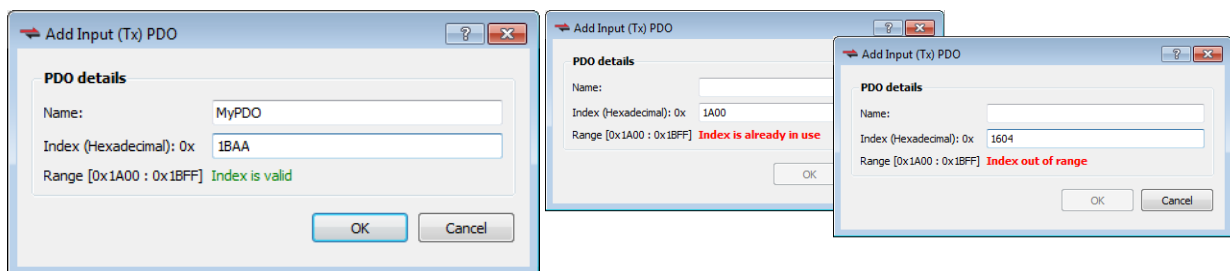 Add Input (Tx) PDO
PDO details
Name: MyPDO
Index (Hexadecimal): 0x 1BAA
Range [0x1A00 : 0x1BFF] Index is valid
OK Cancel
Add Input (Tx) PDO
PDO details
Name:
Index (Hexadecimal): 0x 1A00
Range [0x1A00 : 0x1BFF] Index is already in use
OK
Add Input (Tx) PDO
PDO details
Name:
Index (Hexadecimal): 0x 1604
Range [0x1A00 : 0x1BFF] Index out of range
OK Cancel